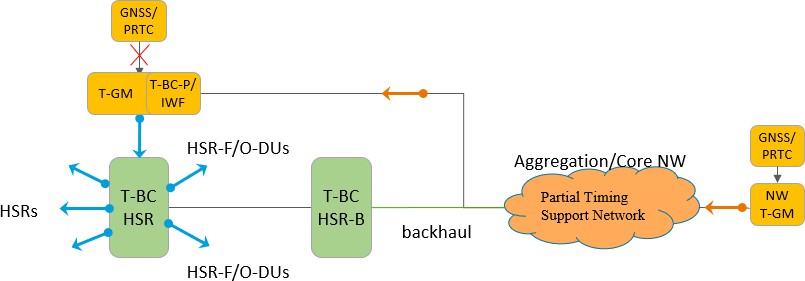 GNSS/
PRTC
T-GM
T-BC-P/
IWF
HSR-F/O-DUs
Aggregation/Core NW
GNSS/
PRTC
T-BC
HSR
T-BC
HSR-B
Partial Timing
Support Network
NW
T-GM
HSRs
backhaul
HSR-F/O-DUs